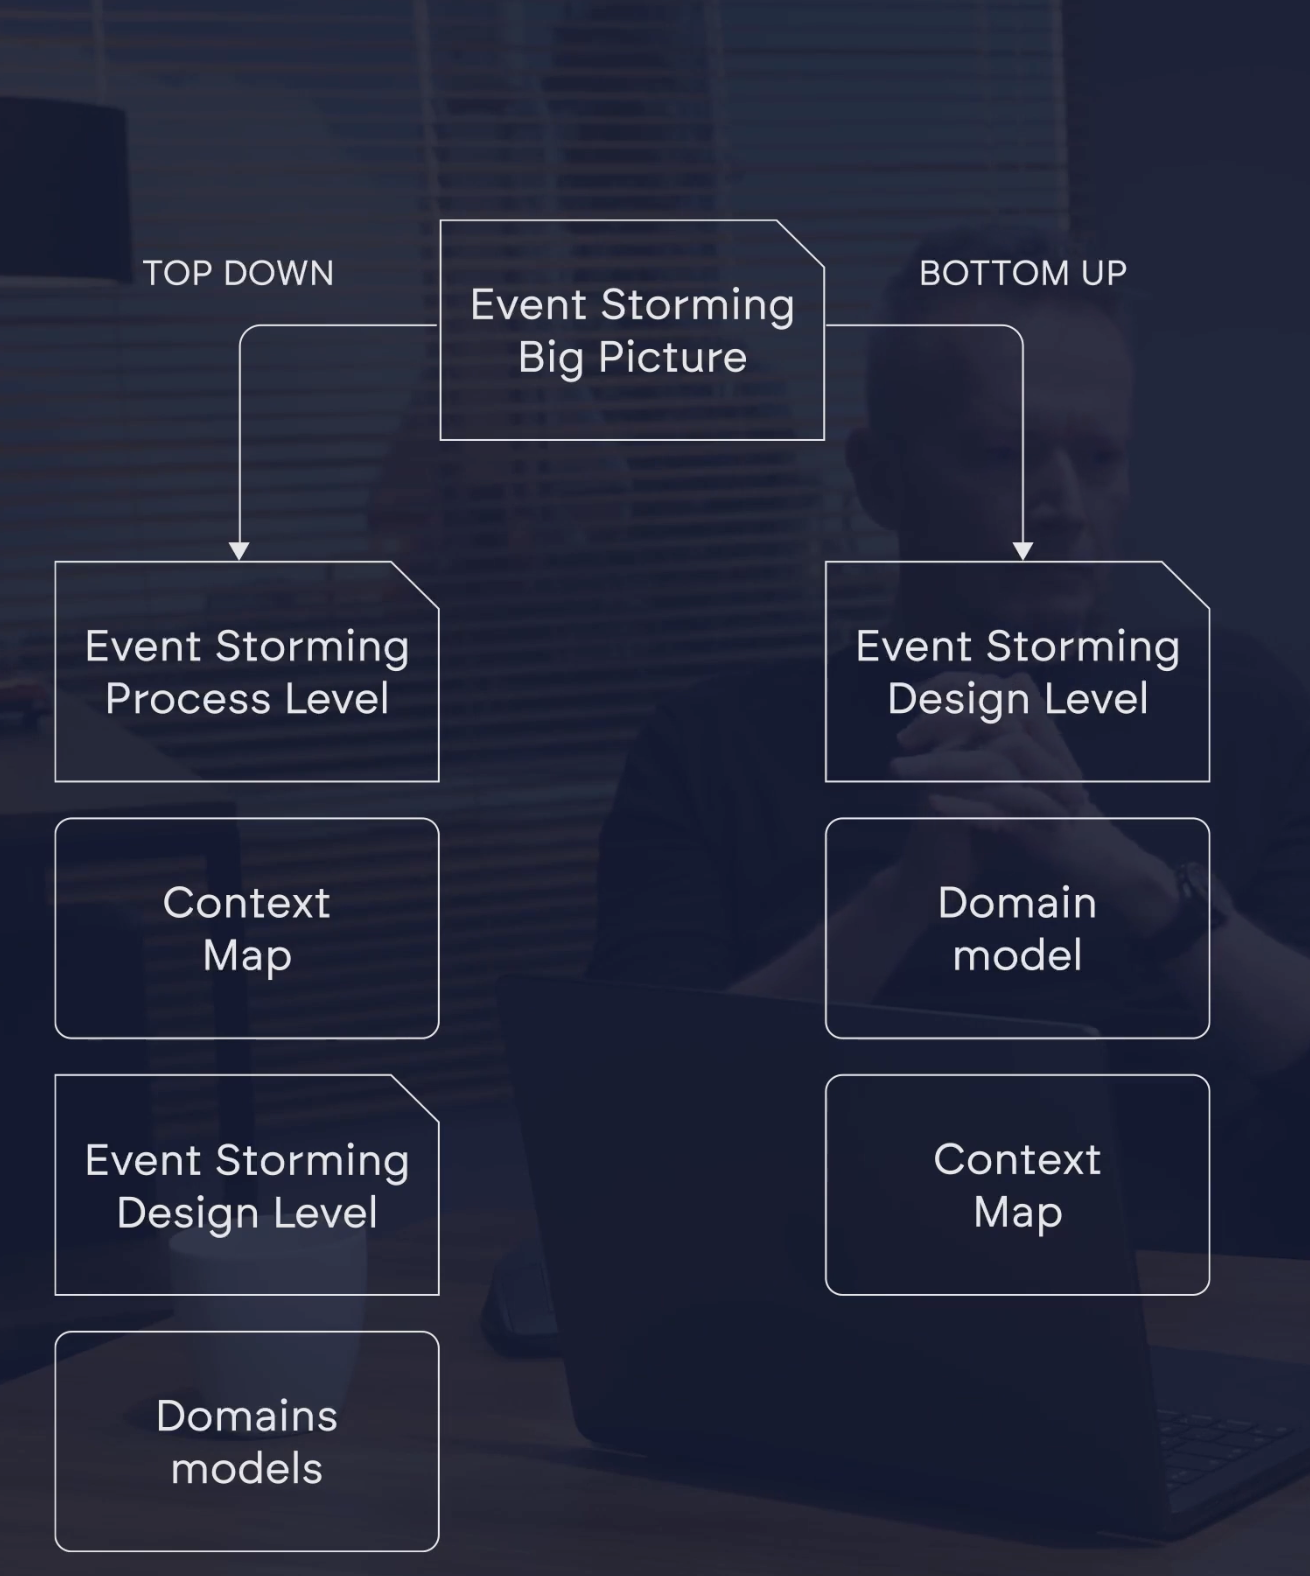 TOP DOWN
BOTTOM UP
Event Storming
Big Picture
Event Storming
Process Level
Context
Map
Event Storming
Design Level
Domains
models
Event Storming
Design Level
Domain
model
Context
Map